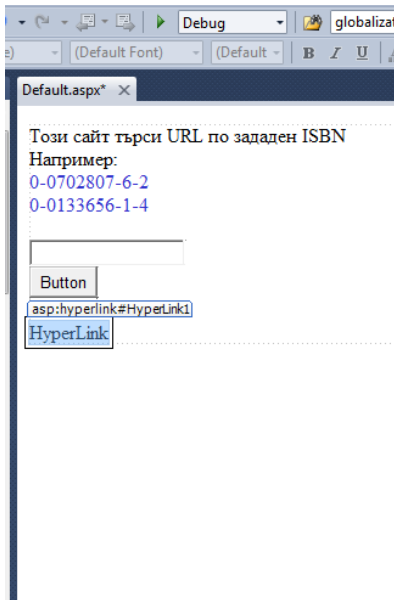 Debug
globalizat
e)
(Default Font)
(Default
B I U
Default.aspx* ×
Този сайт търси URL по зададен ISBN
Например:
0-0702807-6-2
0-0133656-1-4
Button
asp:hyperlink#HyperLink1
HyperLink